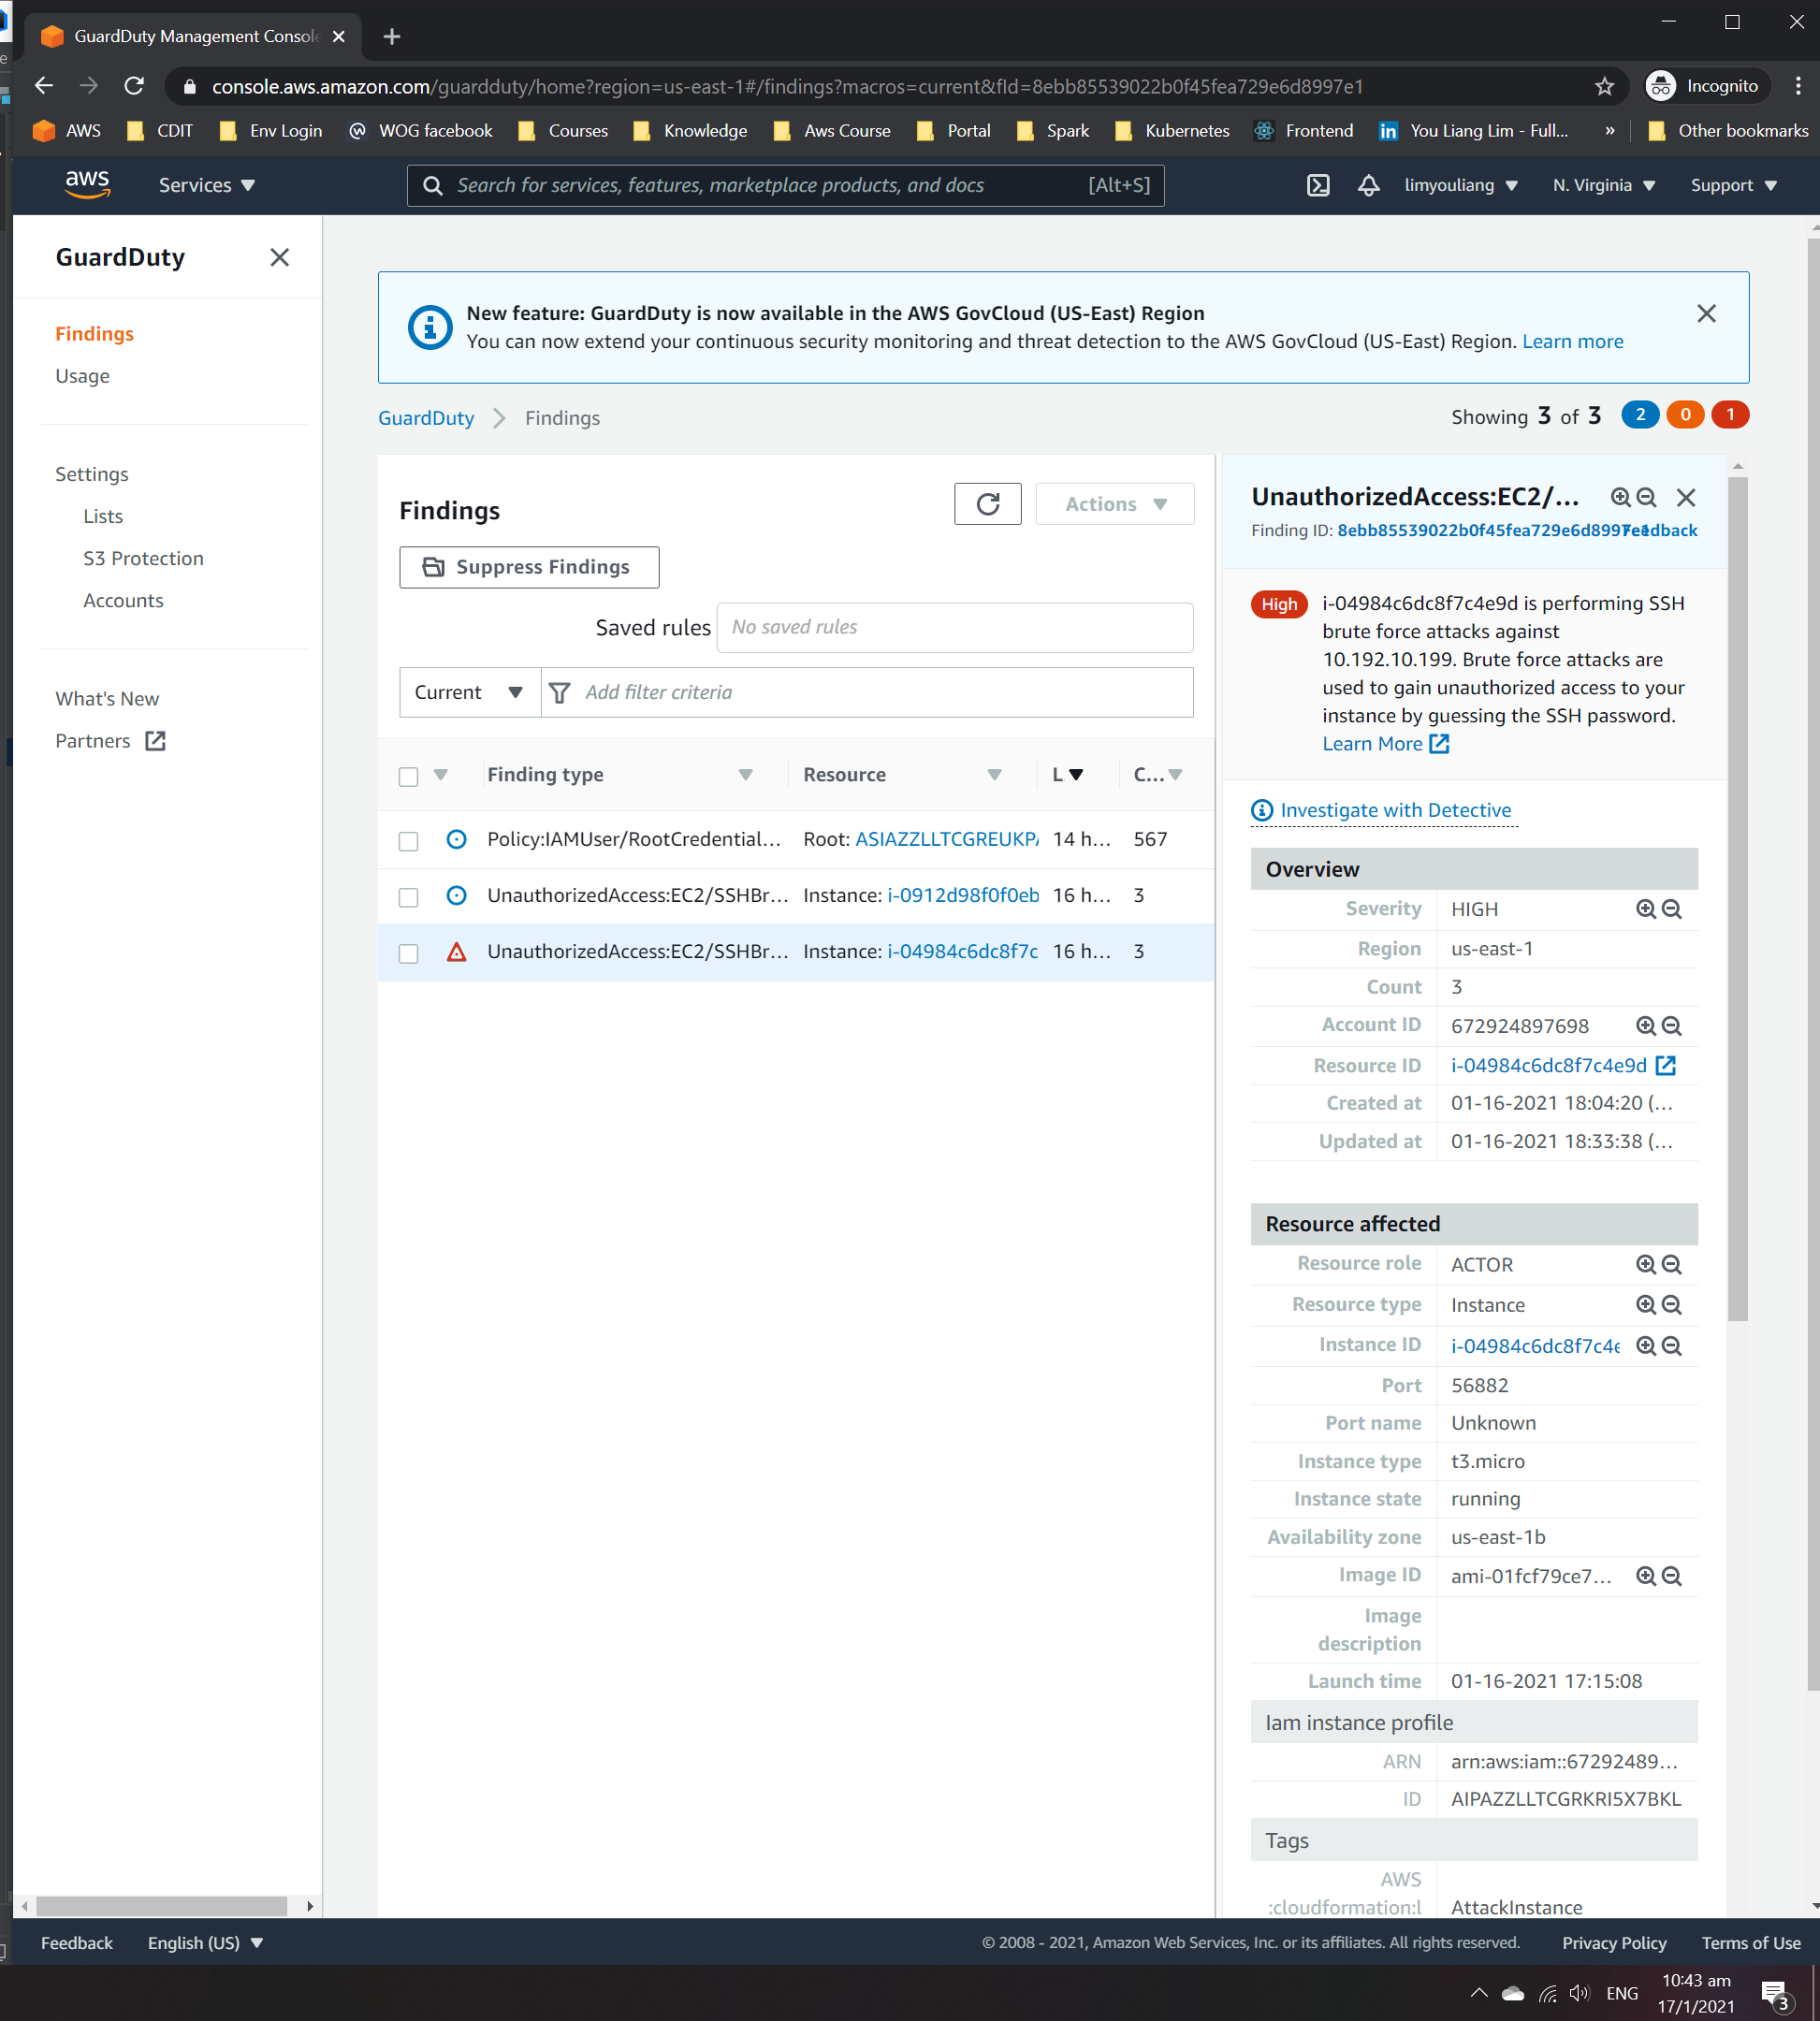 GuardDuty Management Consol
console.aws.amazon.com/guardduty/home?region=us-east-1#/findings?macros=current&fId=8ebb85539022b0f45fea729e6d8997e1
Incognito
AWS CDIT Env Login WOG facebook Courses Knowledge Aws Course Portal Spark Kubernetes Frontend You Liang Lim - Full... » Other bookmarks
aws Services Search for services, features, marketplace products, and docs [Alt+S] limyouliang N. Virginia Support
GuardDuty
Findings
Usage
Settings
Lists
S3 Protection
Accounts
What's New
Partners
New feature: GuardDuty is now available in the AWS GovCloud (US-East) Region
You can now extend your continuous security monitoring and threat detection to the AWS GovCloud (US-East) Region. Learn more
GuardDuty Findings
Showing 3 of 3 2 0 1
Findings
Actions
Suppress Findings
Saved rules No saved rules
Current Add filter criteria
Finding type Resource L C...
Policy:IAMUser/RootCredential... Root: ASIAZZLLTCGREUKP 14 h... 567
UnauthorizedAccess:EC2/SSHBr... Instance: i-0912d98f0f0eb 16 h... 3
UnauthorizedAccess:EC2/SSHBr... Instance: i-04984c6dc8f7c 16 h... 3
UnauthorizedAccess:EC2/...
Finding ID: 8ebb85539022b0f45fea729e6d8997e1 Feedback
High
i-04984c6dc8f7c4e9d is performing SSH
brute force attacks against
10.192.10.199. Brute force attacks are
used to gain unauthorized access to your
instance by guessing the SSH password.
Learn More
Investigate with Detective
Overview
Severity HIGH
Region us-east-1
Count 3
Account ID 672924897698
Resource ID i-04984c6dc8f7c4e9d
Created at 01-16-2021 18:04:20 (...
Updated at 01-16-2021 18:33:38 (...
Resource affected
Resource role ACTOR
Resource type Instance
Instance ID i-04984c6dc8f7c4e
Port 56882
Port name Unknown
Instance type t3.micro
Instance state running
Availability zone us-east-1b
Image ID ami-01fcf79ce7...
Image
description
Launch time 01-16-2021 17:15:08
Iam instance profile
ARN arn:aws:iam::67292489...
ID AIPAZZLLTCGRKRI5X7BKL
Tags
AWS
:cloudformation:l AttackInstance
Feedback English (US) © 2008 - 2021, Amazon Web Services, Inc. or its affiliates. All rights reserved. Privacy Policy Terms of Use
ENG
10:43 am
17/1/2021
3